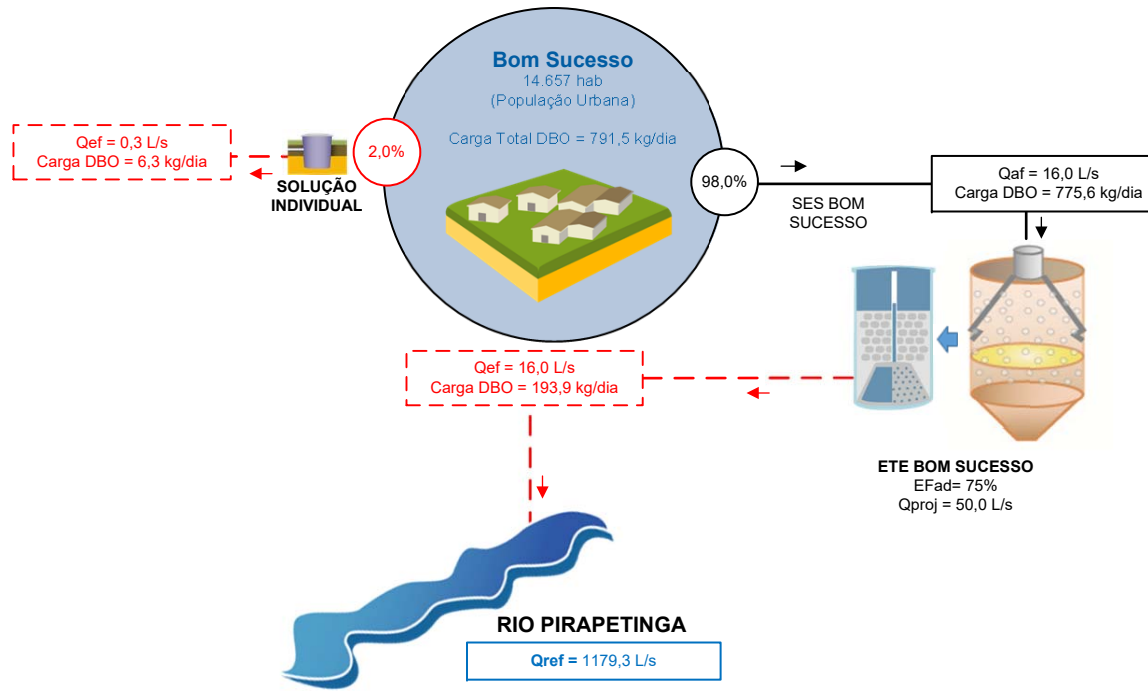 Bom Sucesso
14.657 hab
(População Urbana)
Carga Total DBO = 791,5 kg/dia
Qef = 0,3 L/s
Carga DBO = 6,3 kg/dia
2,0%
SOLUÇÃO
INDIVIDUAL
98,0%
SES BOM
SUCESSO
Qaf = 16,0 L/s
Carga DBO = 775,6 kg/dia
Qef = 16,0 L/s
Carga DBO = 193,9 kg/dia
ETE BOM SUCESSO
EFad= 75%
Qproj = 50,0 L/s
RIO PIRAPETINGA
Qref = 1179,3 L/s